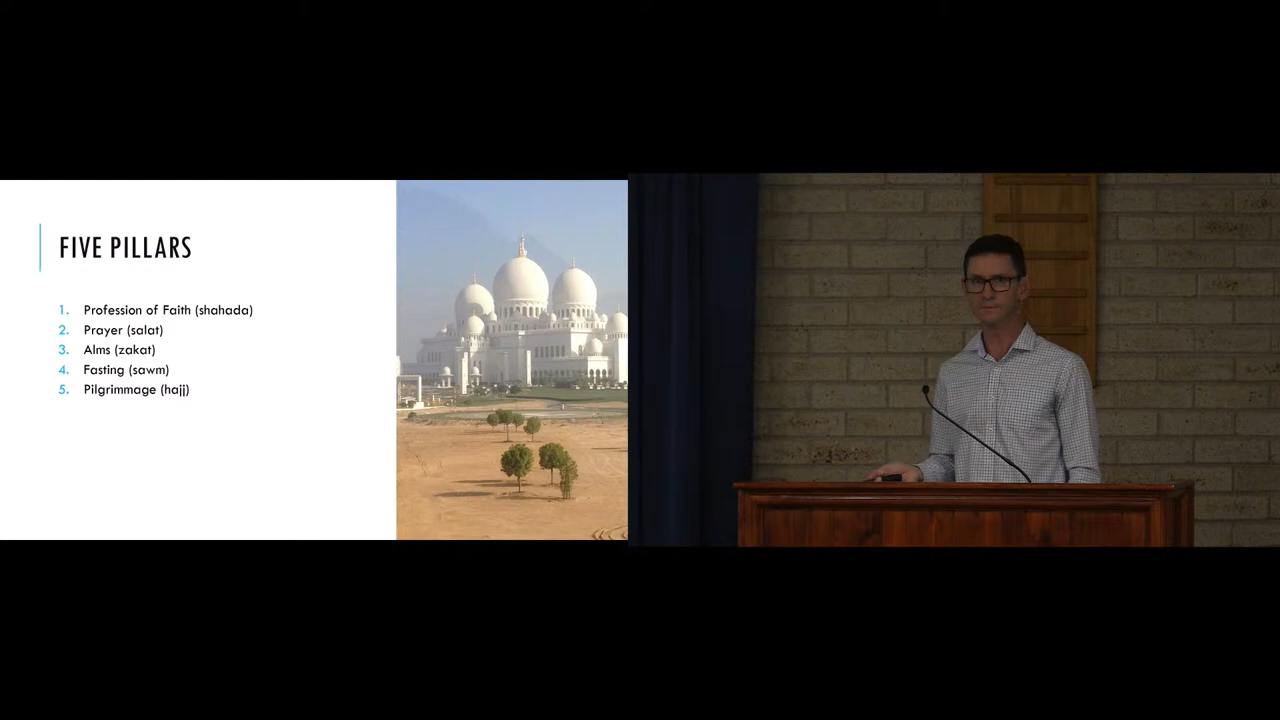 FIVE PILLARS
1. Profession of Faith (shahada)
2. Prayer (salat)
3. Alms (zakat)
4. Fasting (sawm)
5. Pilgrimmage (hajj)